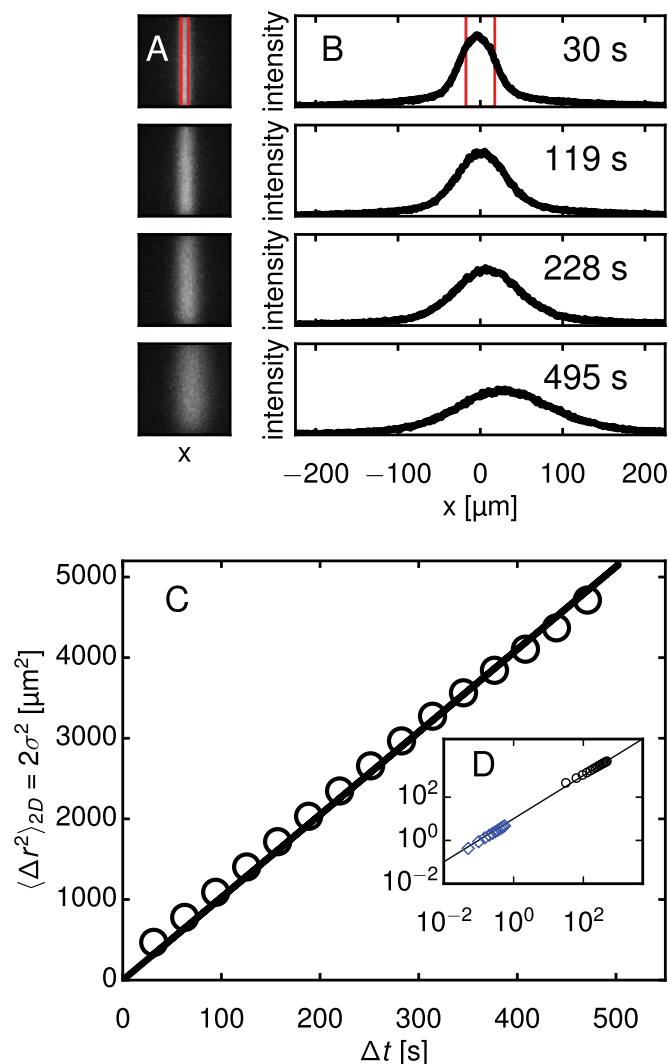 A
B
intensity
30 s
intensity
119 s
intensity
228 s
intensity
495 s
x
−200 −100 0 100 200
x [μm]
C
5000
4000
3000
2000
1000
0
⟨Δr²⟩₂D = 2σ² [μm²]
D
10²
10⁰
10⁻²
10⁻² 10⁰ 10²
0 100 200 300 400 500
Δt [s]